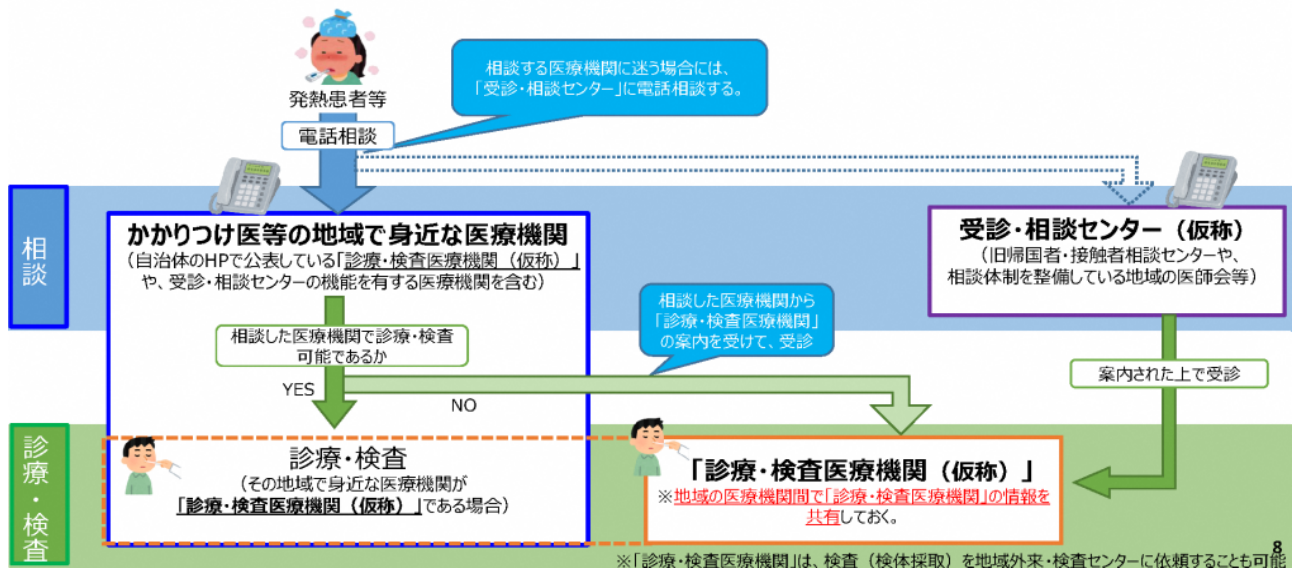 発熱患者等
相談する医療機関に迷う場合には、
「受診・相談センター」に電話相談する。
電話相談
相談
かかりつけ医等の地域で身近な医療機関
（自治体のHPで公表している「診療・検査医療機関（仮称）」
や、受診・相談センターの機能を有する医療機関を含む）
受診・相談センター（仮称）
（旧帰国者・接触者相談センターや、
相談体制を整備している地域の医師会等）
相談した医療機関で診療・検査
可能であるか
相談した医療機関から
「診療・検査医療機関」
の案内を受けて、受診
案内された上で受診
YES
NO
診療・検査
診療・検査
（その地域で身近な医療機関が
「診療・検査医療機関（仮称）」である場合）
「診療・検査医療機関（仮称）」
※地域の医療機関間で「診療・検査医療機関」の情報を
共有しておく。
8
※「診療・検査医療機関」は、検査（検体採取）を地域外来・検査センターに依頼することも可能